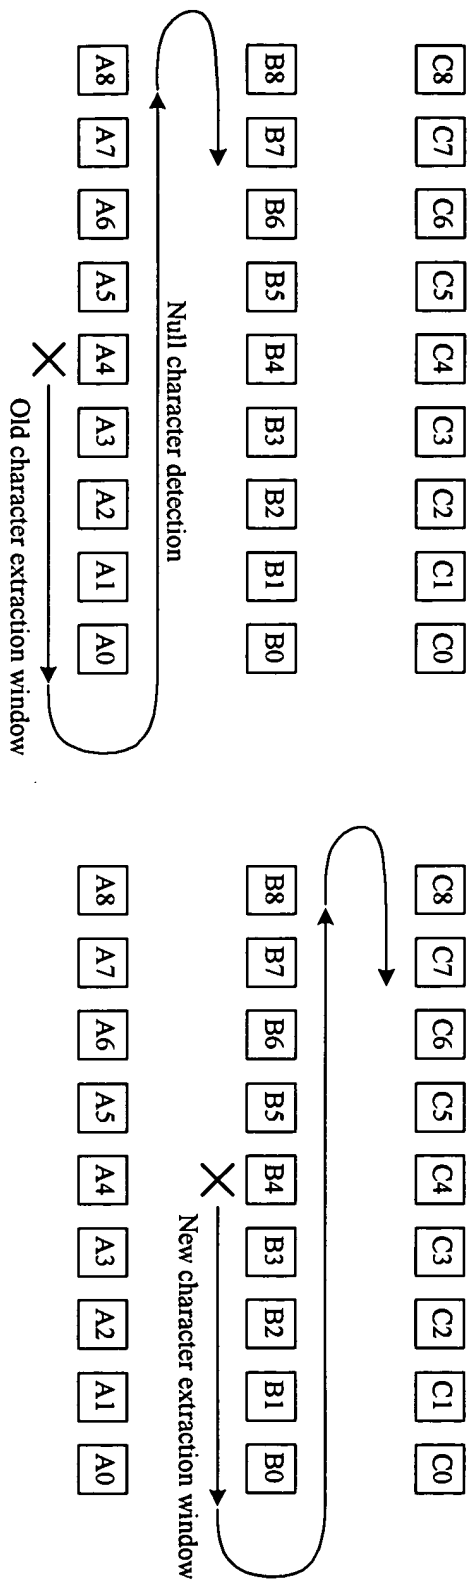 C8 C7 C6 C5 C4 C3 C2 C1 C0
B8 B7 B6 B5 B4 B3 B2 B1 B0
Null character detection
A8 A7 A6 A5 A4 A3 A2 A1 A0
Old character extraction window
C8 C7 C6 C5 C4 C3 C2 C1 C0
B8 B7 B6 B5 B4 B3 B2 B1 B0
New character extraction window
A8 A7 A6 A5 A4 A3 A2 A1 A0